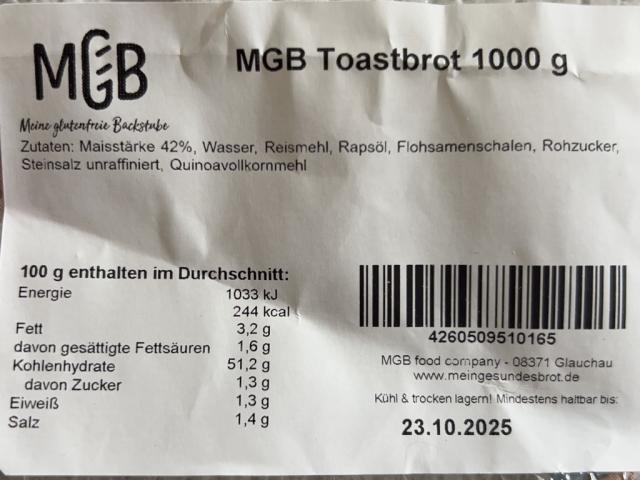 MGB
MGB Toastbrot 1000 g
Meine glutenfreie Backstube
Zutaten: Maisstärke 42%, Wasser, Reismehl, Rapsöl, Flohsamenschalen, Rohzucker,
Steinsalz unraffiniert, Quinoavollkornmehl
100 g enthalten im Durchschnitt:
Energie 1033 kJ
244 kcal
Fett 3,2 g
davon gesättigte Fettsäuren 1,6 g
Kohlenhydrate 51,2 g
davon Zucker 1,3 g
Eiweiß 1,3 g
Salz 1,4 g
4260509510165
MGB food company - 08371 Glauchau
www.meingesundesbrot.de
Kühl & trocken lagern! Mindestens haltbar bis:
23.10.2025